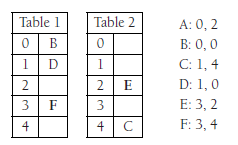 Table 1 Table 2 A: 0, 2
0 B 0 B: 0, 0
1 D 1 C: 1, 4
2 2 E D: 1, 0
3 F 3 E: 3, 2
4 4 C F: 3, 4